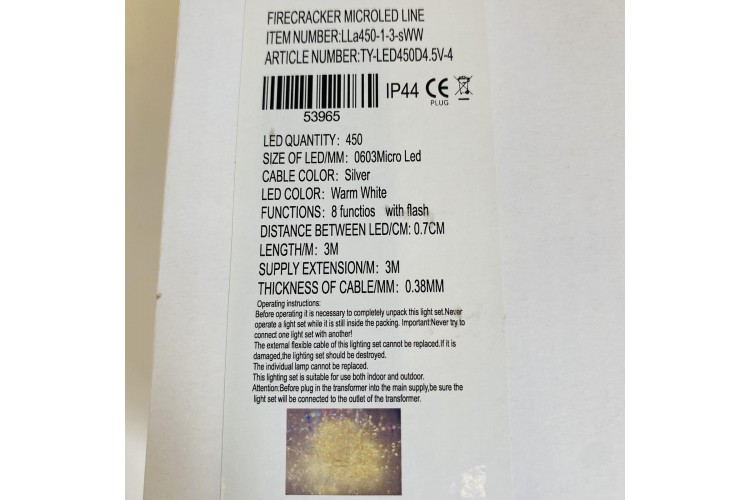 FIRECRACKER MICROLED LINE
ITEM NUMBER:LLa450-1-3-sWW
ARTICLE NUMBER:TY-LED450D4.5V-4
IP44 CE
PLUG
53965
LED QUANTITY: 450
SIZE OF LED/MM: 0603Micro Led
CABLE COLOR: Silver
LED COLOR: Warm White
FUNCTIONS: 8 functios with flash
DISTANCE BETWEEN LED/CM: 0.7CM
LENGTH/M: 3M
SUPPLY EXTENSION/M: 3M
THICKNESS OF CABLE/MM: 0.38MM
Operating instructions:
Before operating it is necessary to completely unpack this light set.Never
operate a light set while it is still inside the packing. Important:Never try to
connect one light set with another!
The external flexible cable of this lighting set cannot be replaced.If it is
damaged,the lighting set should be destroyed.
The individual lamp cannot be replaced.
This lighting set is suitable for use both indoor and outdoor.
Attention:Before plug in the transformer into the main supply,be sure the
light set will be connected to the outlet of the transformer.